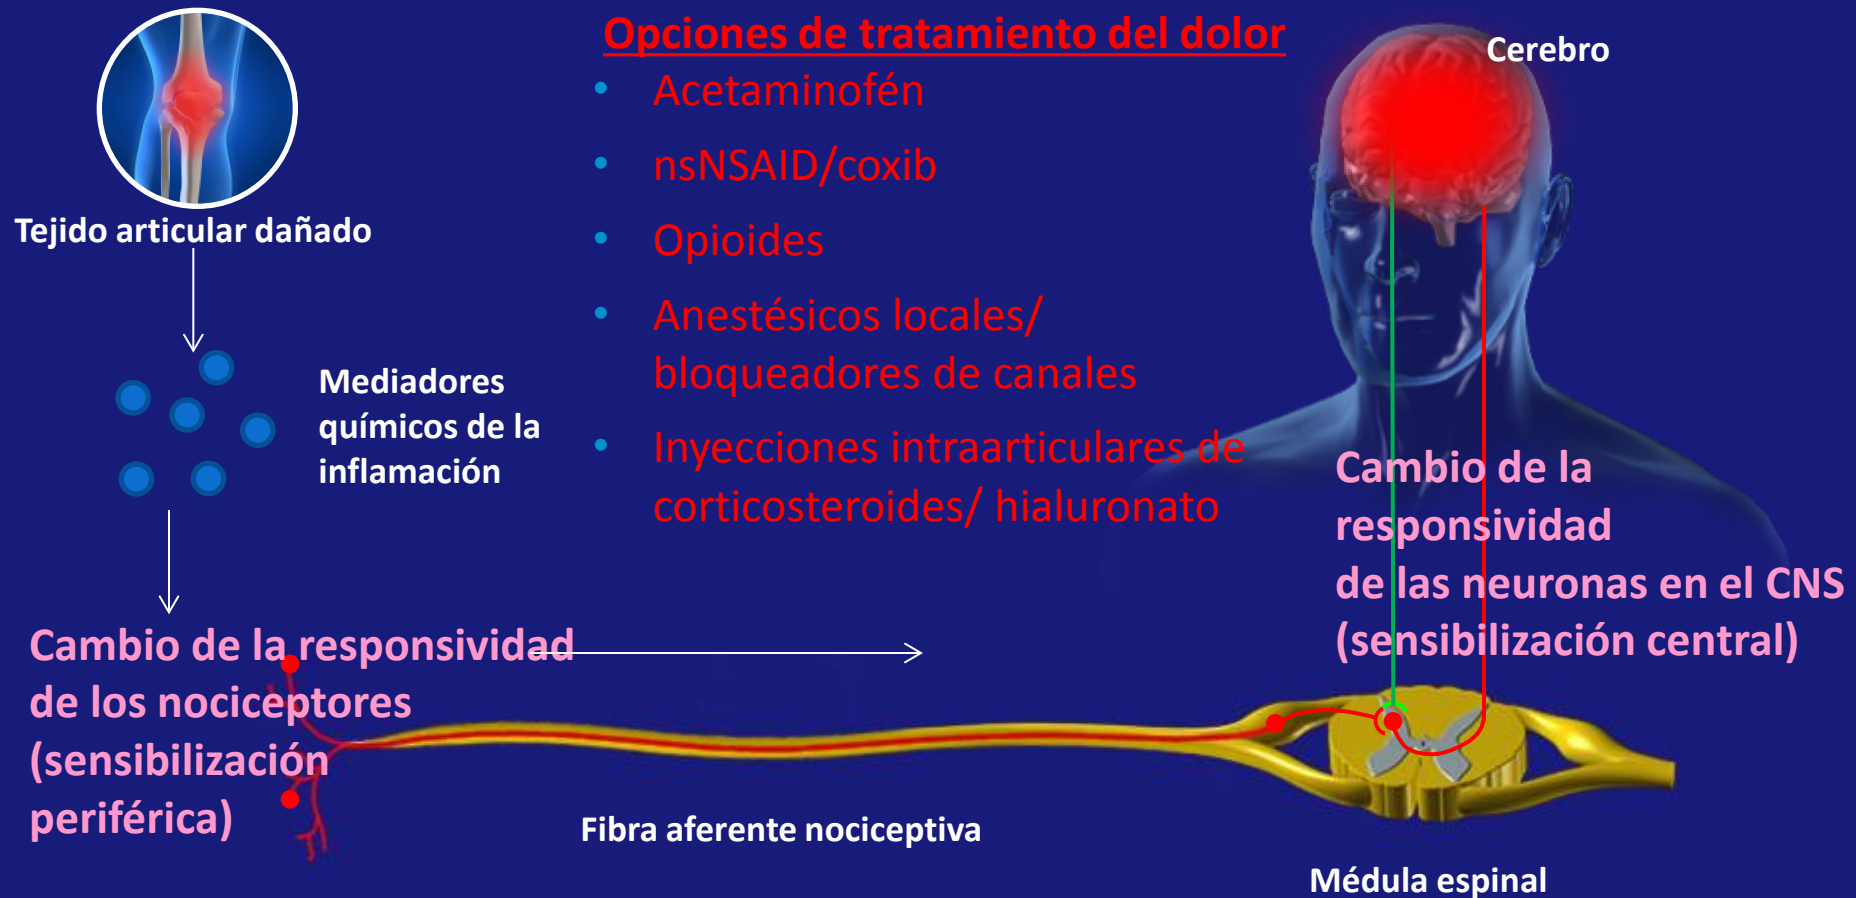 Opciones de tratamiento del dolor
• Acetaminofén
• nsNSAID/coxib
• Opioides
• Anestésicos locales/
bloqueadores de canales
• Inyecciones intraarticulares de
corticosteroides/ hialuronato
Tejido articular dañado
Mediadores
químicos de la
inflamación
Cambio de la responsividad
de los nociceptores
(sensibilización
periférica)
Fibra aferente nociceptiva
Cerebro
Cambio de la
responsividad
de las neuronas en el CNS
(sensibilización central)
Médula espinal